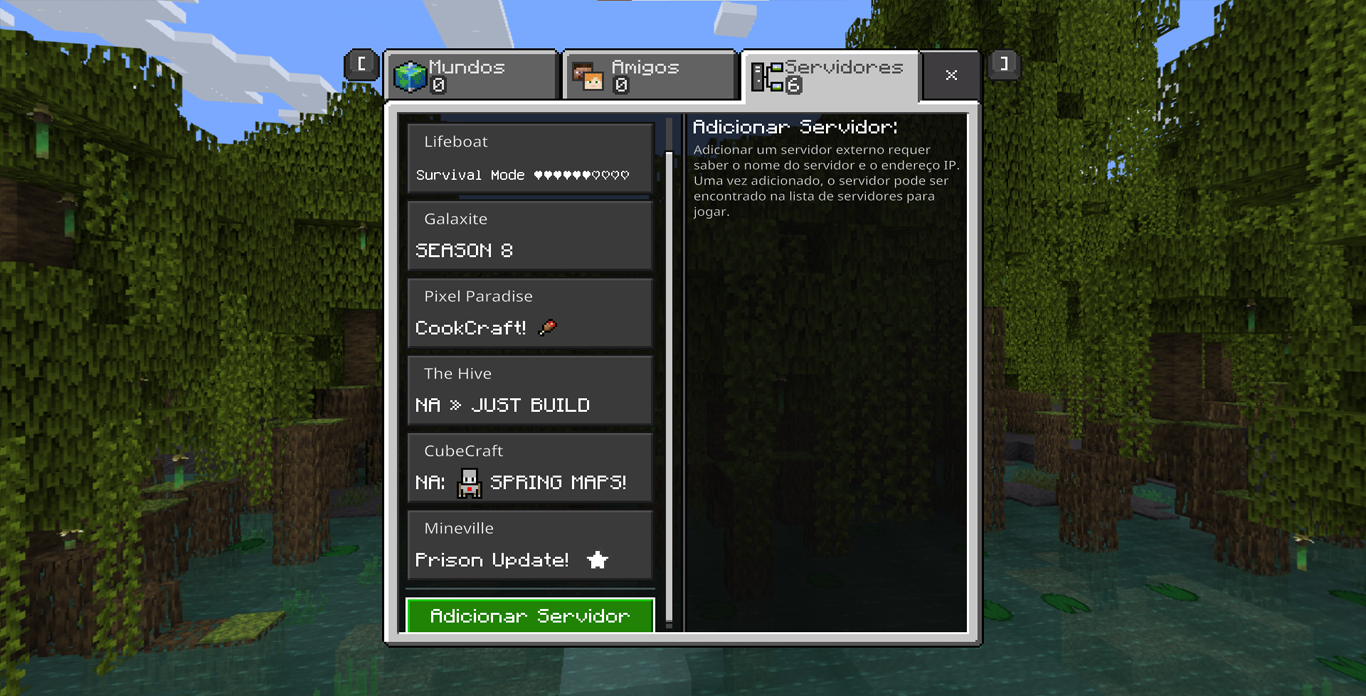 [
Mundos
0
Amigos
0
Servidores
6
]
Lifeboat
Survival Mode ♥♥♥♥♥♥♡♡♡♡
Galaxite
SEASON 8
Pixel Paradise
CookCraft!
The Hive
NA » JUST BUILD
CubeCraft
NA: SPRING MAPS!
Mineville
Prison Update!
Adicionar Servidor
Adicionar Servidor:
Adicionar um servidor externo requer
saber o nome do servidor e o endereço IP.
Uma vez adicionado, o servidor pode ser
encontrado na lista de servidores para
jogar.